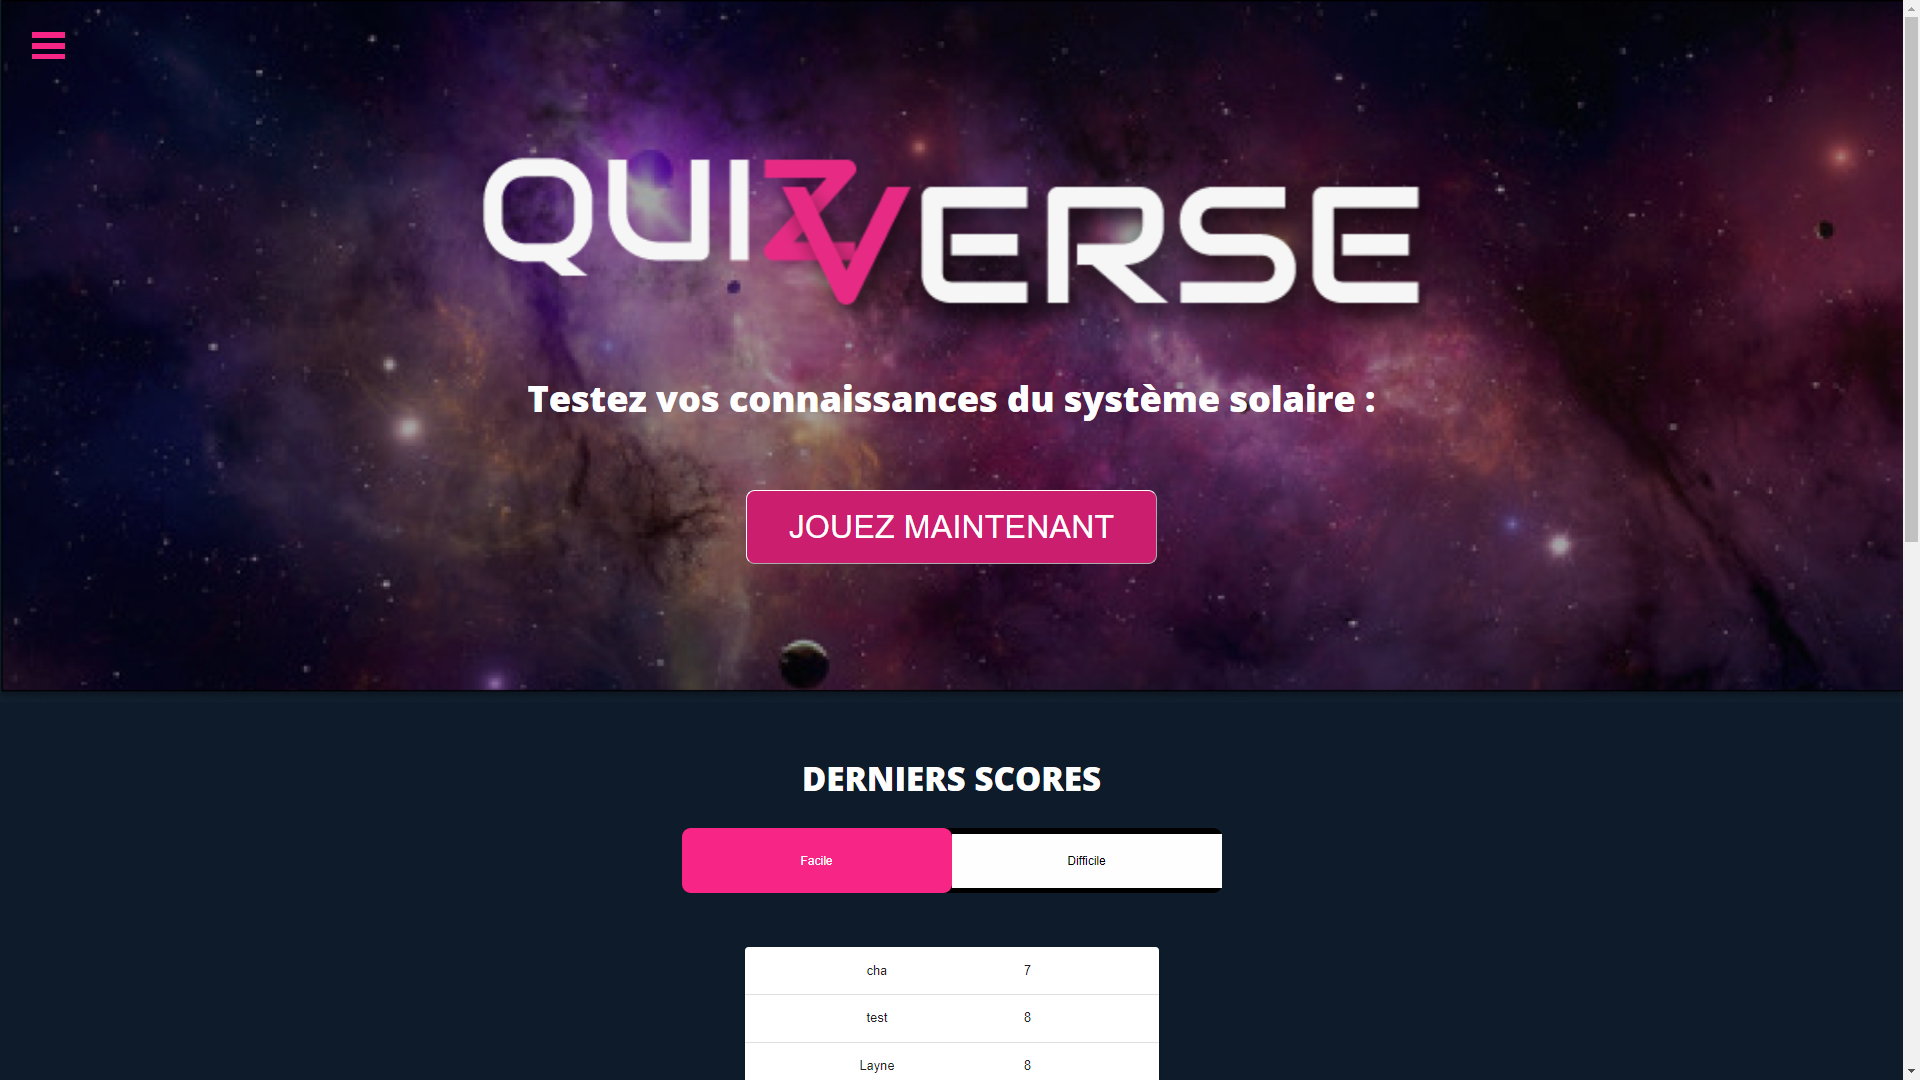 QUIZVERSE
Testez vos connaissances du système solaire :
JOUEZ MAINTENANT
DERNIERS SCORES
Facile Difficile
cha 7
test 8
Layne 8